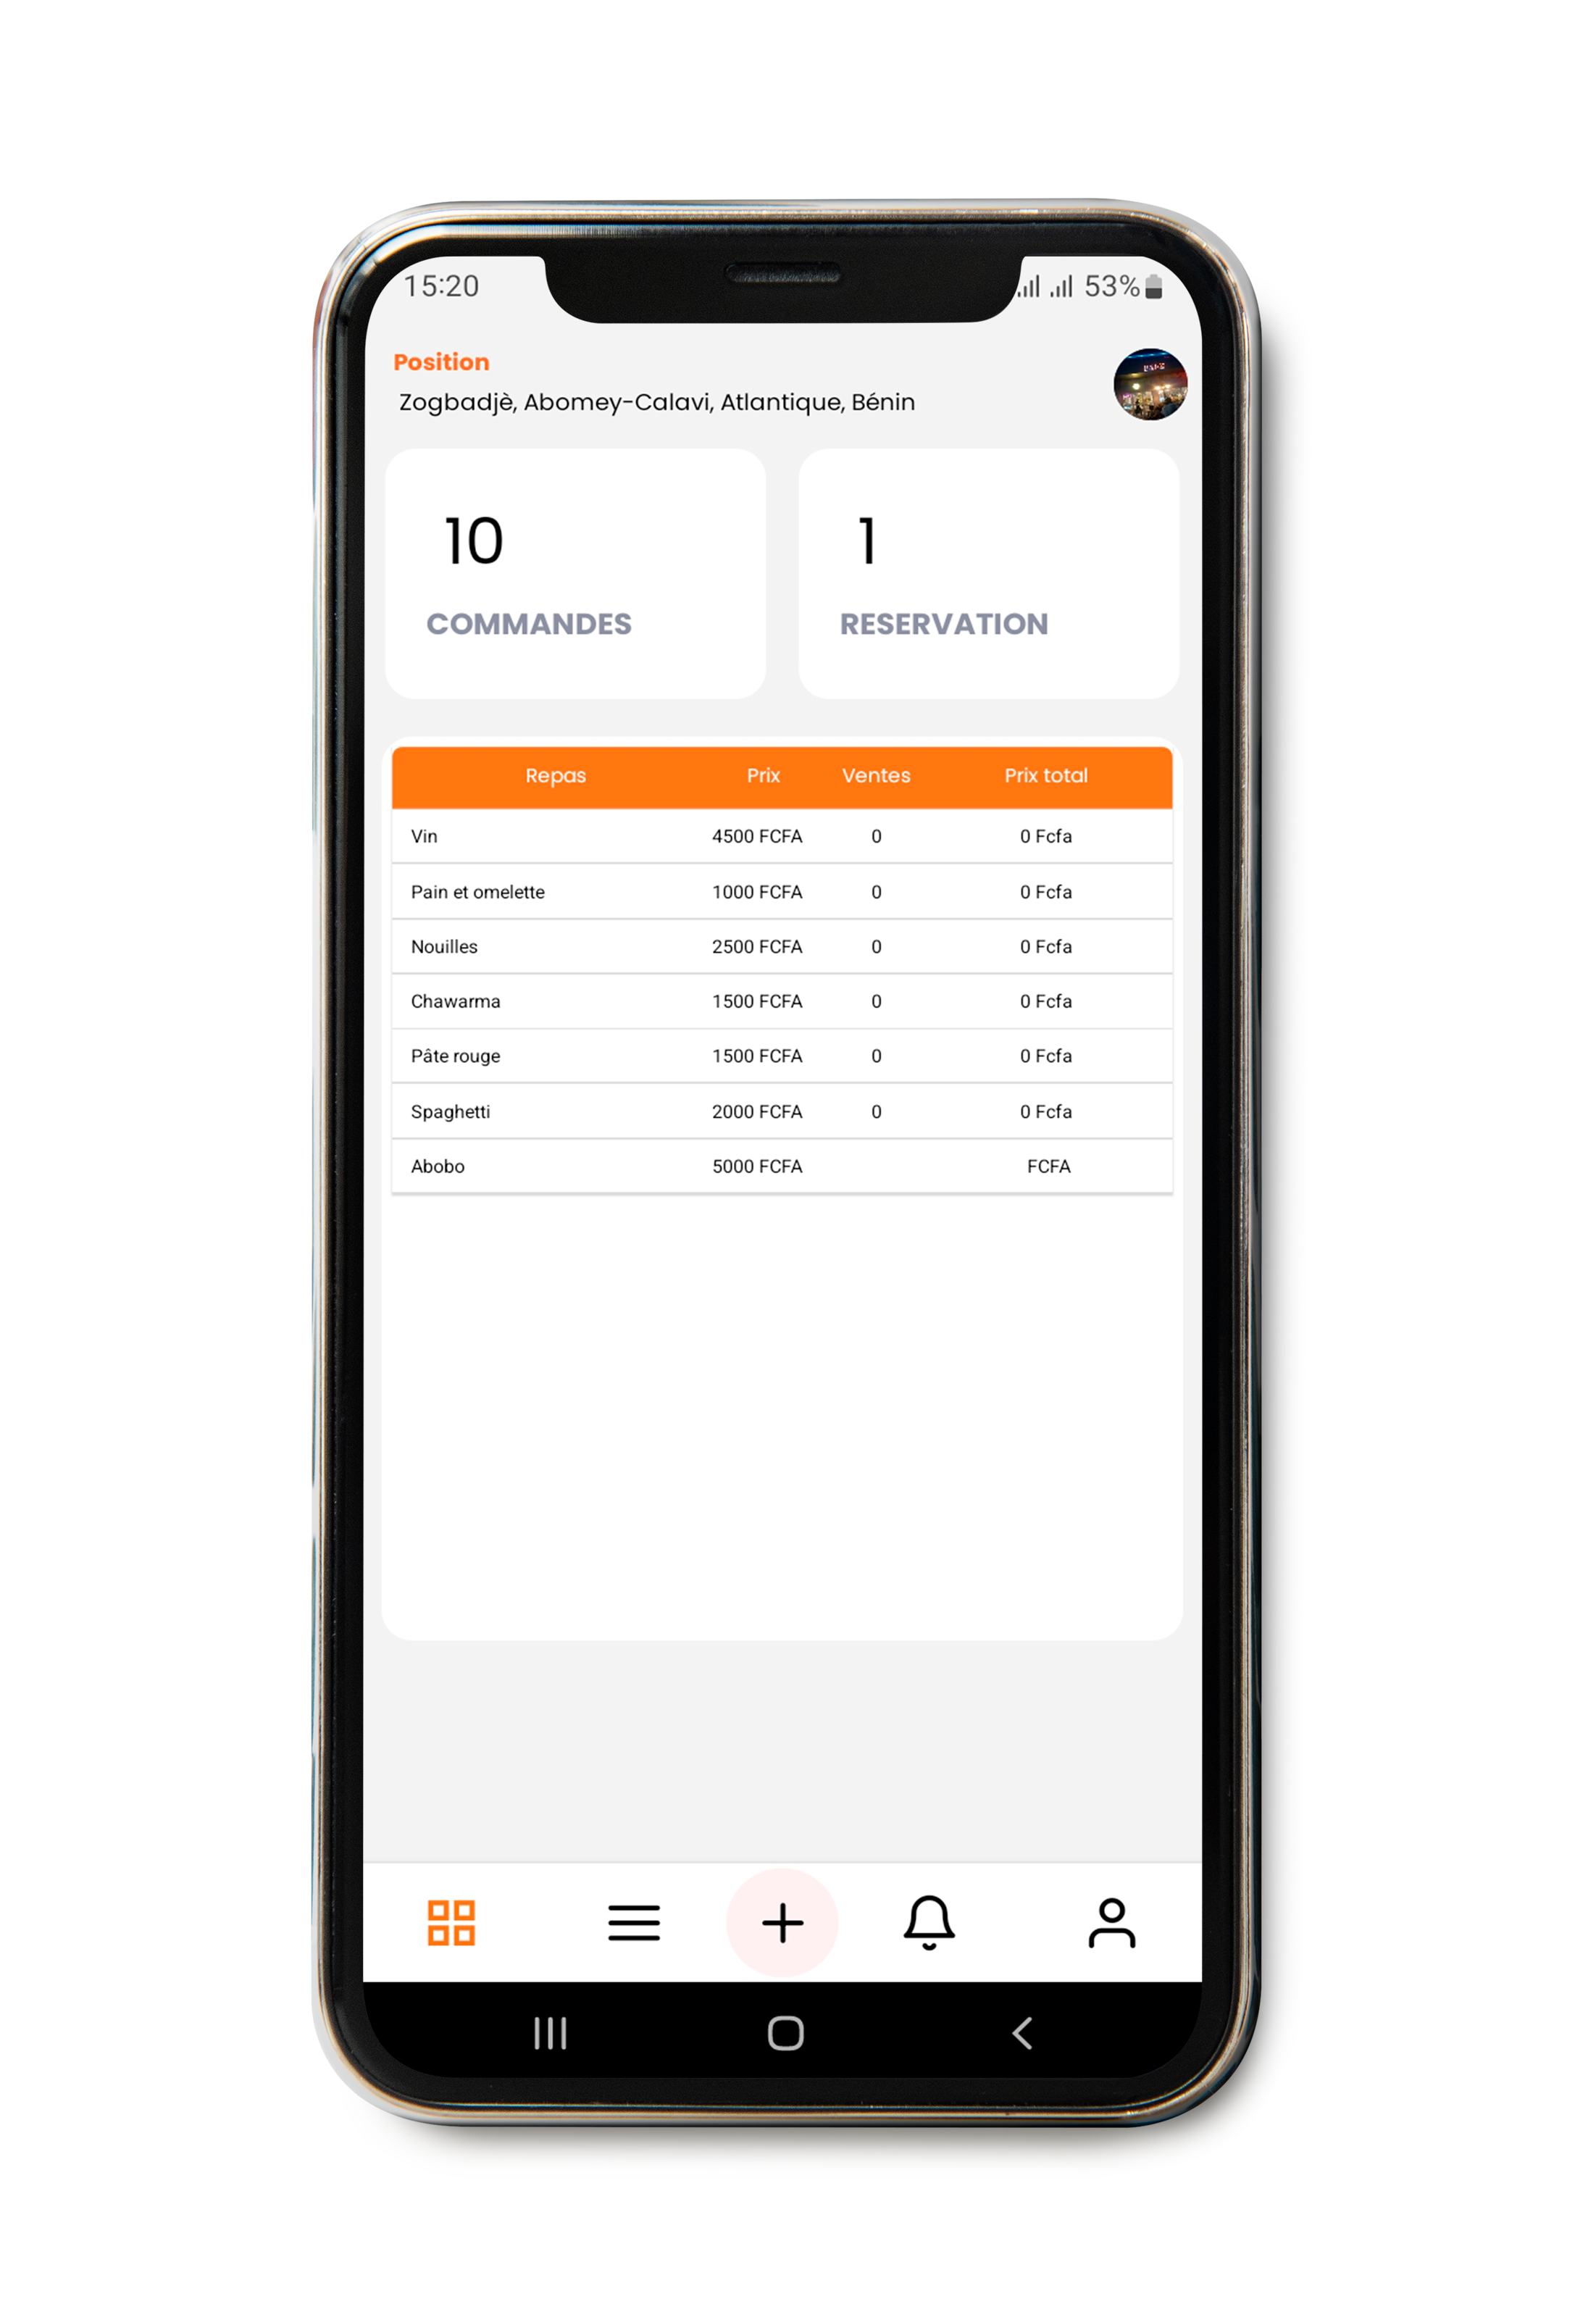 15:20 53%
Position
Zogbadjè, Abomey-Calavi, Atlantique, Bénin
10 1
COMMANDES RESERVATION
Repas Prix Ventes Prix total
Vin 4500 FCFA 0 0 Fcfa
Pain et omelette 1000 FCFA 0 0 Fcfa
Nouilles 2500 FCFA 0 0 Fcfa
Chawarma 1500 FCFA 0 0 Fcfa
Pâte rouge 1500 FCFA 0 0 Fcfa
Spaghetti 2000 FCFA 0 0 Fcfa
Abobo 5000 FCFA FCFA